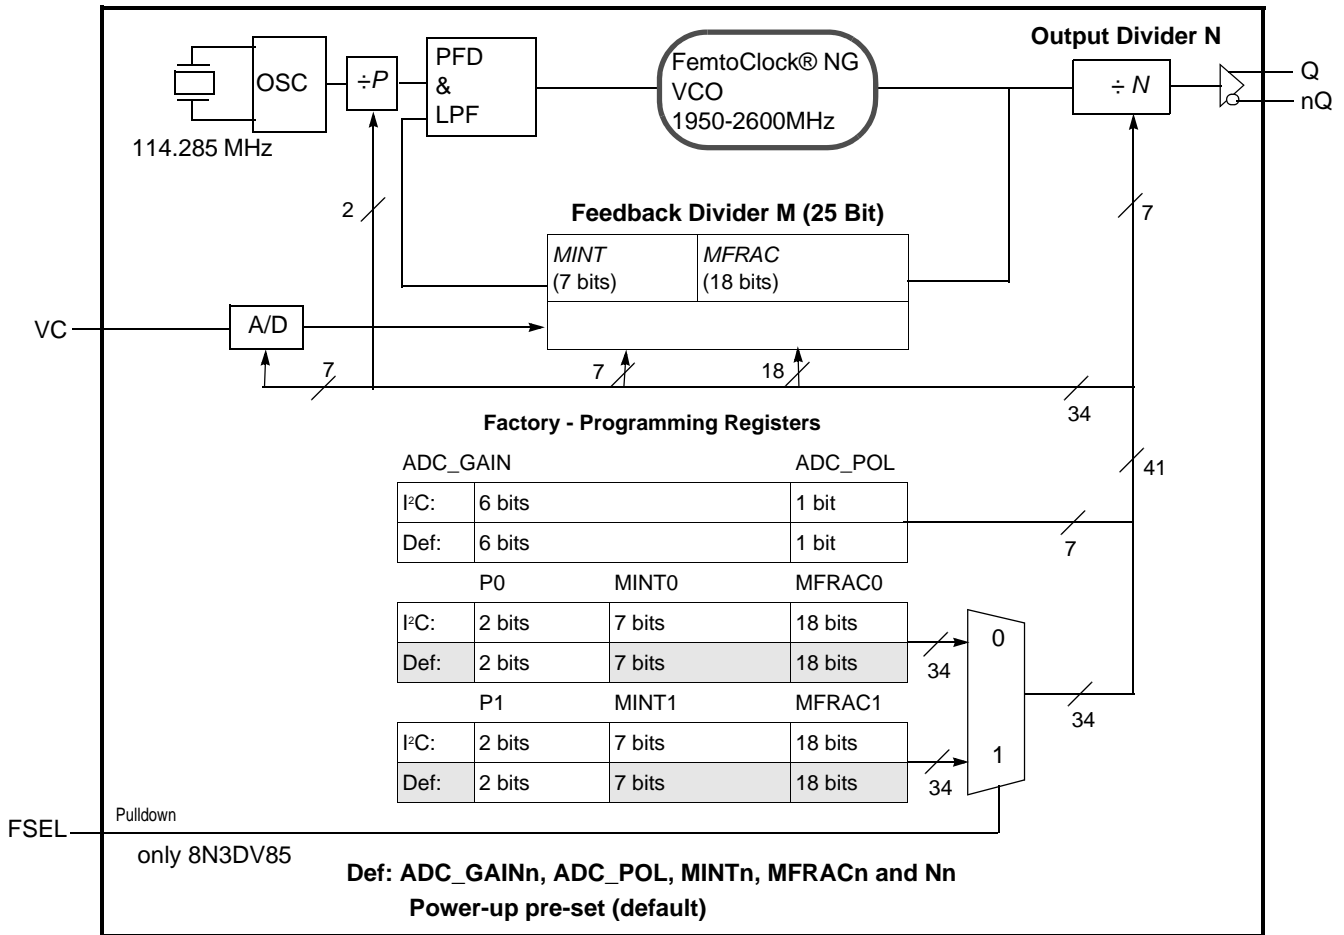 Output Divider N
OSC
÷P
PFD
&
LPF
FemtoClock® NG
VCO
1950-2600MHz
÷ N
Q
nQ
114.285 MHz
2
7
Feedback Divider M (25 Bit)
MINT
(7 bits)
MFRAC
(18 bits)
VC
A/D
7
7
18
34
Factory - Programming Registers
ADC_GAIN ADC_POL
41
I²C: 6 bits 1 bit
Def: 6 bits 1 bit
7
P0 MINT0 MFRAC0
I²C: 2 bits 7 bits 18 bits
Def: 2 bits 7 bits 18 bits
34
0
P1 MINT1 MFRAC1
34
I²C: 2 bits 7 bits 18 bits
Def: 2 bits 7 bits 18 bits
34
1
Pulldown
FSEL
only 8N3DV85
Def: ADC_GAINn, ADC_POL, MINTn, MFRACn and Nn
Power-up pre-set (default)